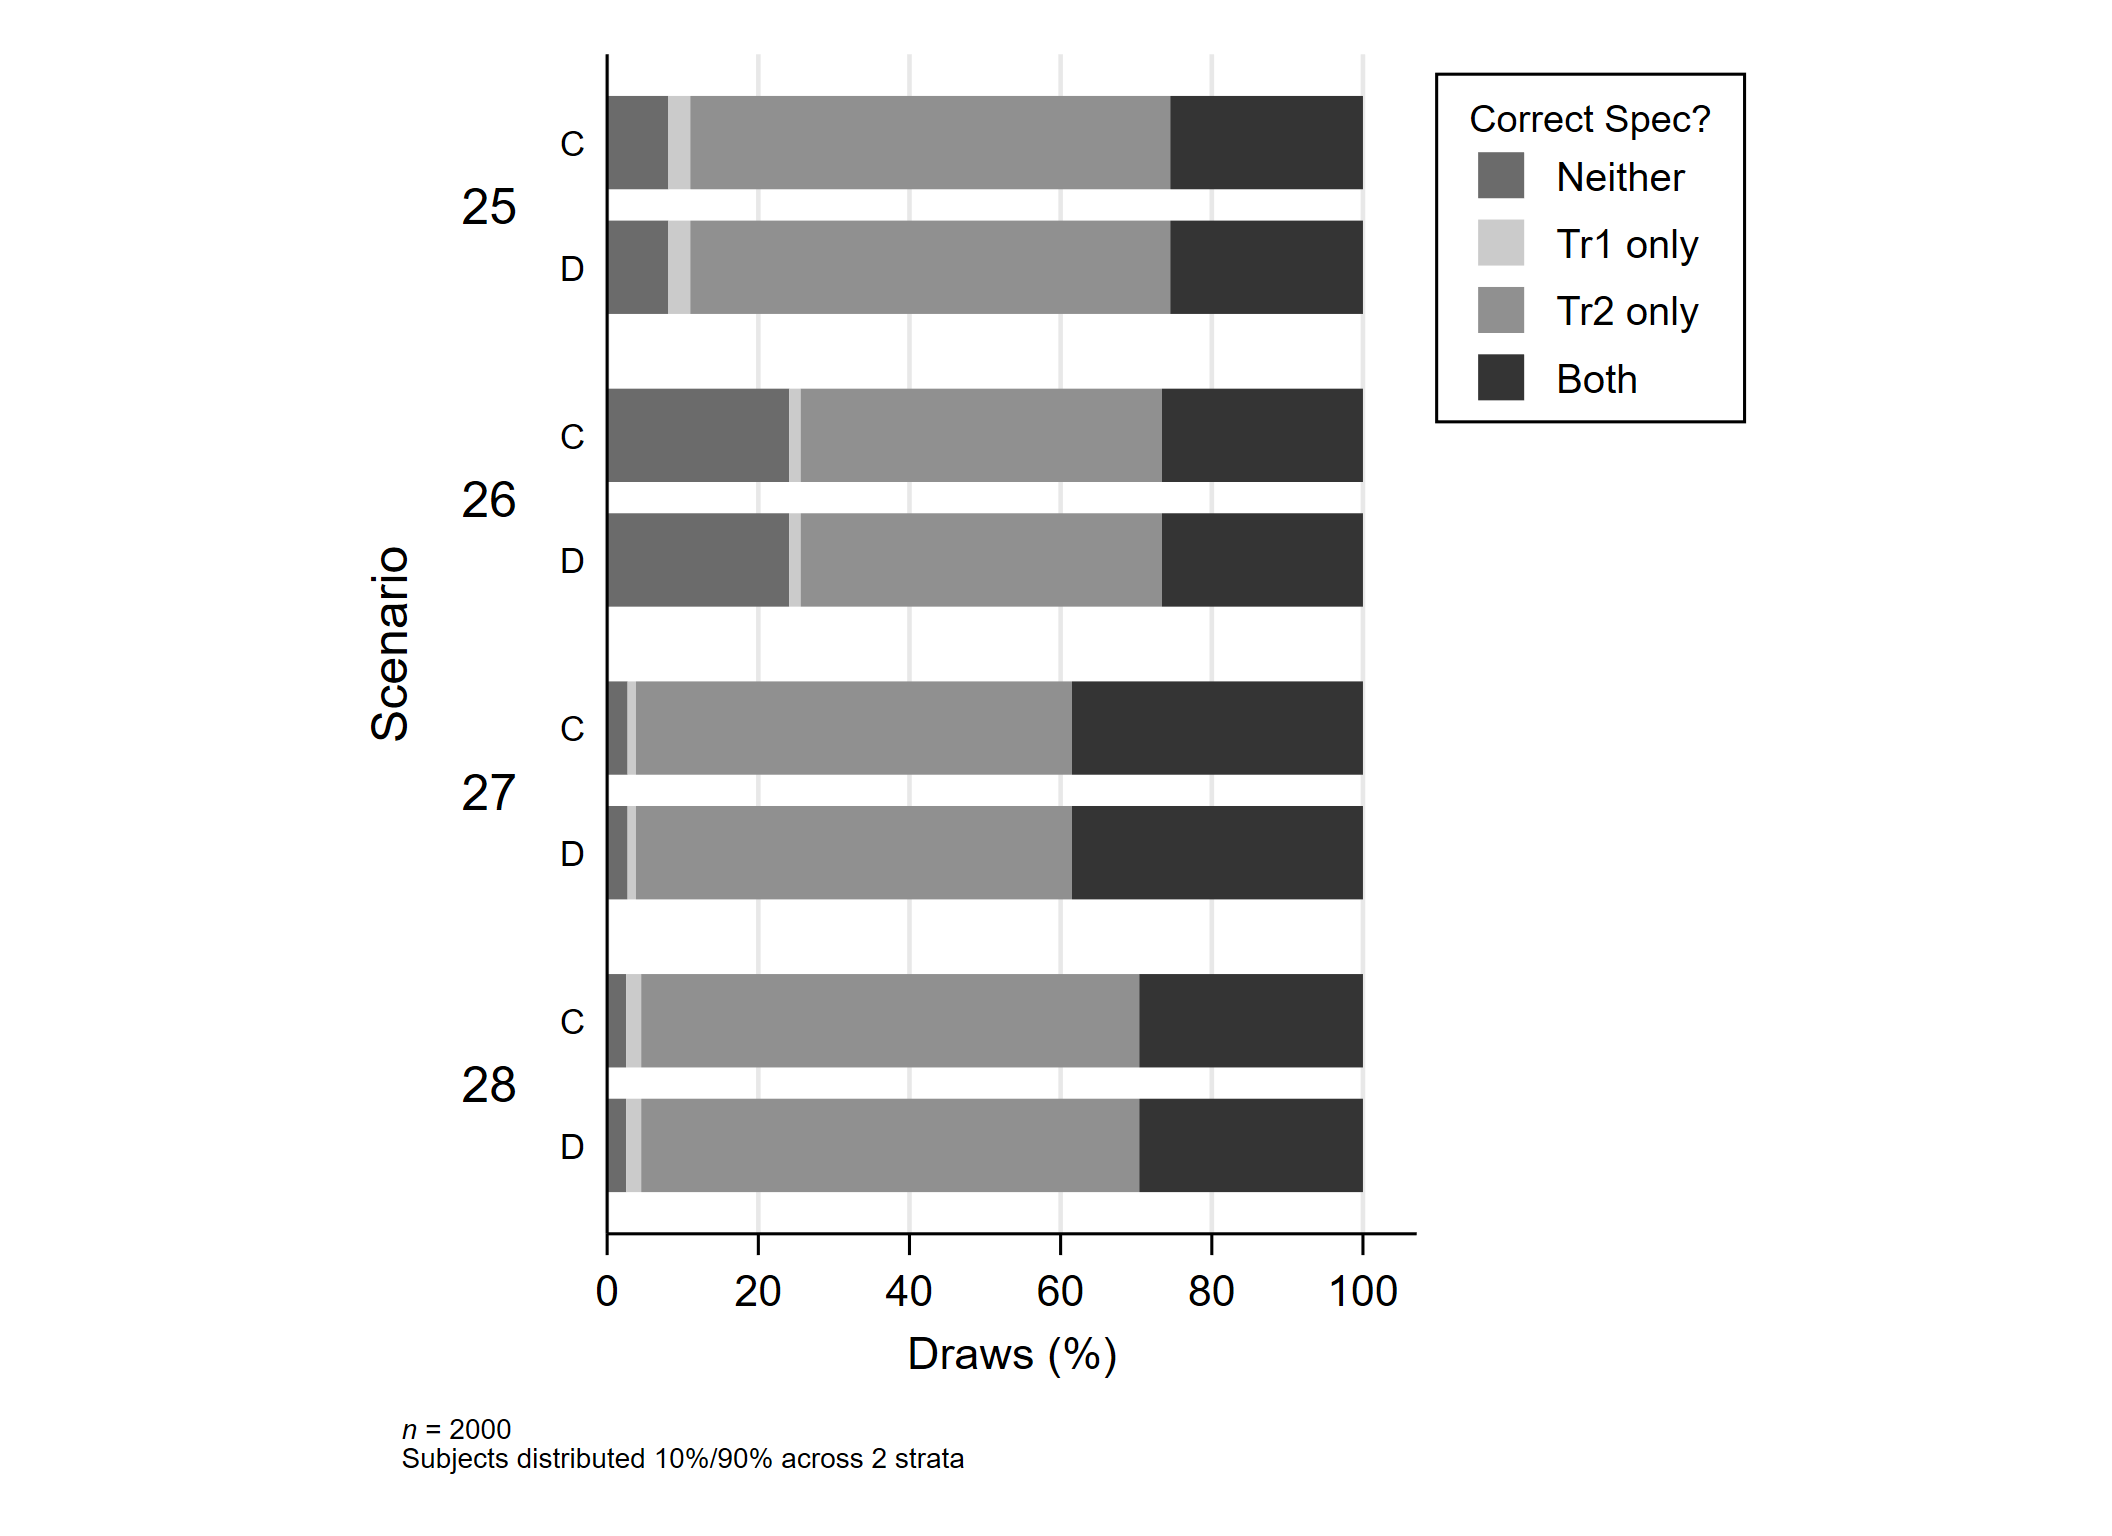 Correct Spec?
Neither
Tr1 only
Tr2 only
Both
Scenario
25
C
D
26
C
D
27
C
D
28
C
D
0 20 40 60 80 100
Draws (%)
n = 2000
Subjects distributed 10%/90% across 2 strata